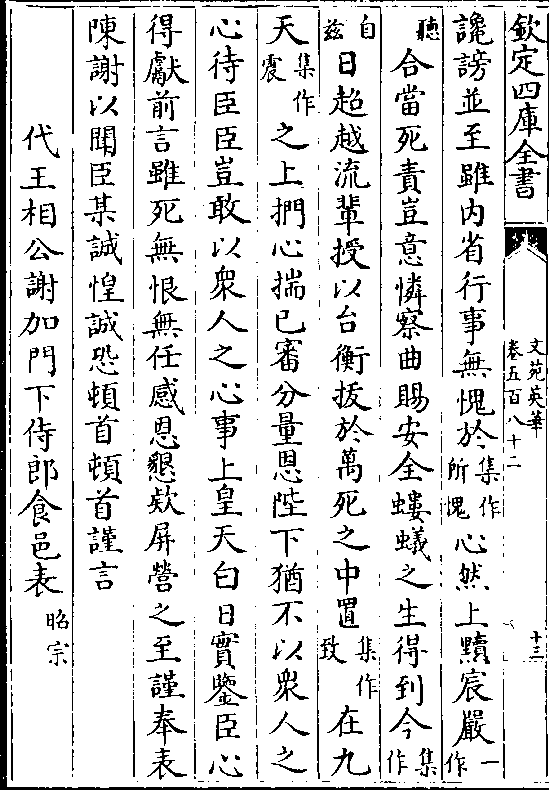 欽定四庫全書
文苑英華
卷五百八十二
十三
讒謗並至雖内省行事無愧於集作所愧心然上黷宸嚴一作
聽合當死責豈意憐察曲賜安全螻蟻之生得到今集作
自兹日超越流輩授以台衡拔於萬死之中置集作致在九
天集作震之上捫心揣己審分量恩陛下猶不以衆人之
心待臣臣豈敢以衆人之心事上皇天白日實鑒臣心
得獻前言雖死無恨無任感恩懇欵屏營之至謹奉表
陳謝以聞臣某誠惶誠恐頓首頓首謹言
代王相公謝加門下侍郎食邑表昭宗